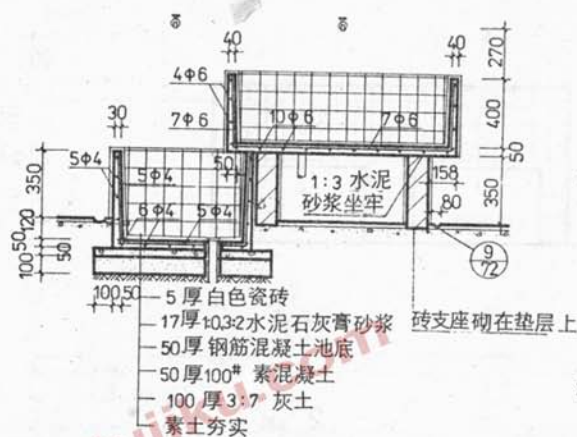 40
40
270
4Φ6
400
7Φ6
10Φ6
7Φ6
50
30
5Φ4
50
1:3 水泥
砂浆坐牢
158
350
5Φ4
350
80
120
6Φ4
5Φ4
50
50
100
9
72
100 50
5 厚 白色瓷砖
17厚1:0.3:2水泥石灰膏砂浆
砖支座砌在垫层上
50厚 钢筋混凝土池底
50厚100# 素混凝土
100 厚 3:7 灰土
素土夯实